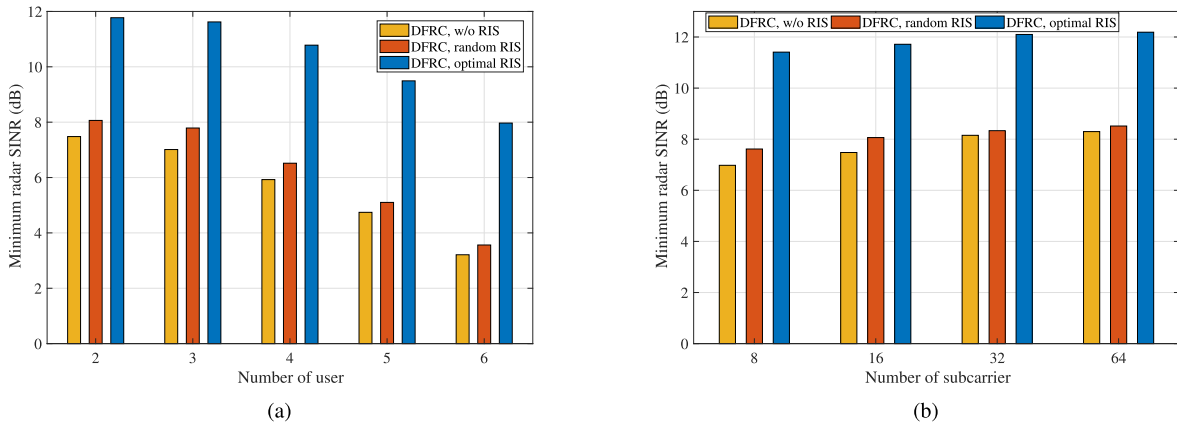 12
10
8
6
4
2
0
Minimum radar SINR (dB)
DFRC, w/o RIS
DFRC, random RIS
DFRC, optimal RIS
2 3 4 5 6
Number of user
(a)
12
10
8
6
4
2
0
Minimum radar SINR (dB)
DFRC, w/o RIS DFRC, random RIS DFRC, optimal RIS
8 16 32 64
Number of subcarrier
(b)